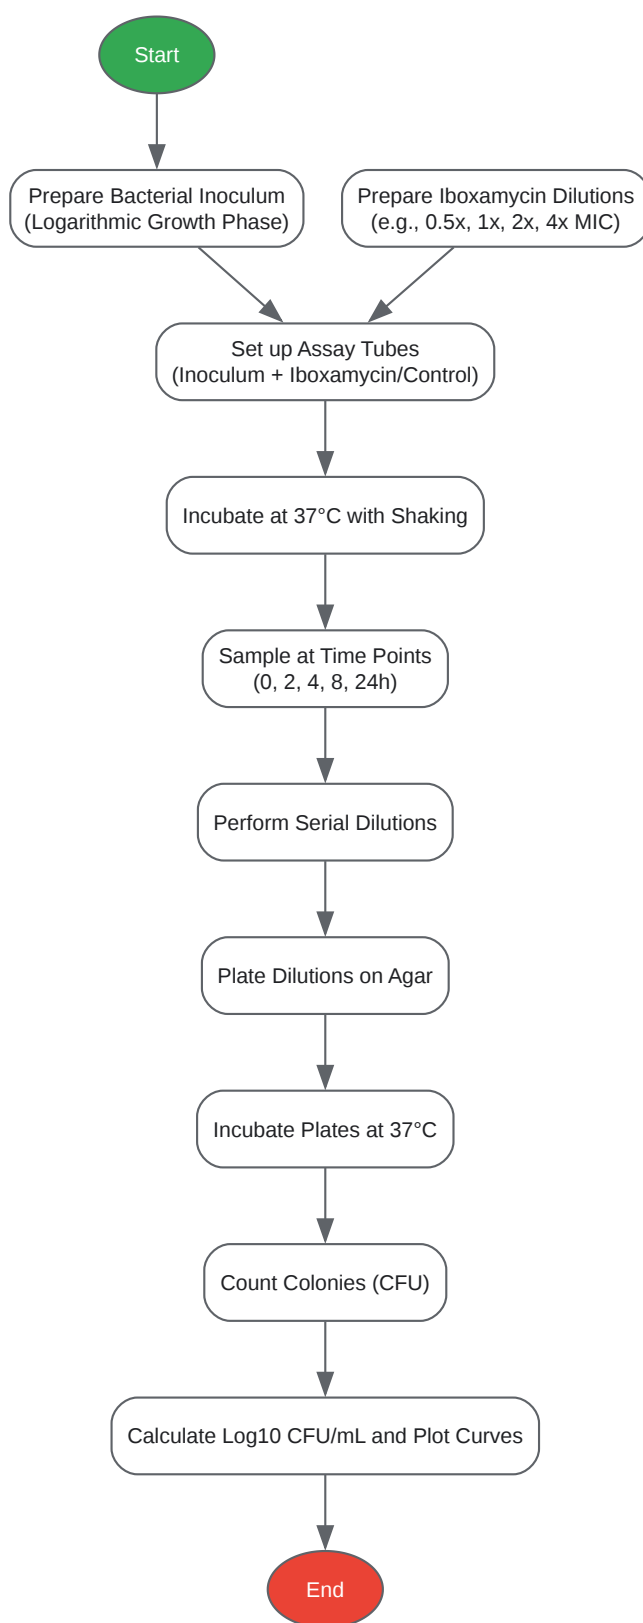 Start
Prepare Bacterial Inoculum
(Logarithmic Growth Phase)
Prepare Iboxamycin Dilutions
(e.g., 0.5x, 1x, 2x, 4x MIC)
Set up Assay Tubes
(Inoculum + Iboxamycin/Control)
Incubate at 37°C with Shaking
Sample at Time Points
(0, 2, 4, 8, 24h)
Perform Serial Dilutions
Plate Dilutions on Agar
Incubate Plates at 37°C
Count Colonies (CFU)
Calculate Log10 CFU/mL and Plot Curves
End